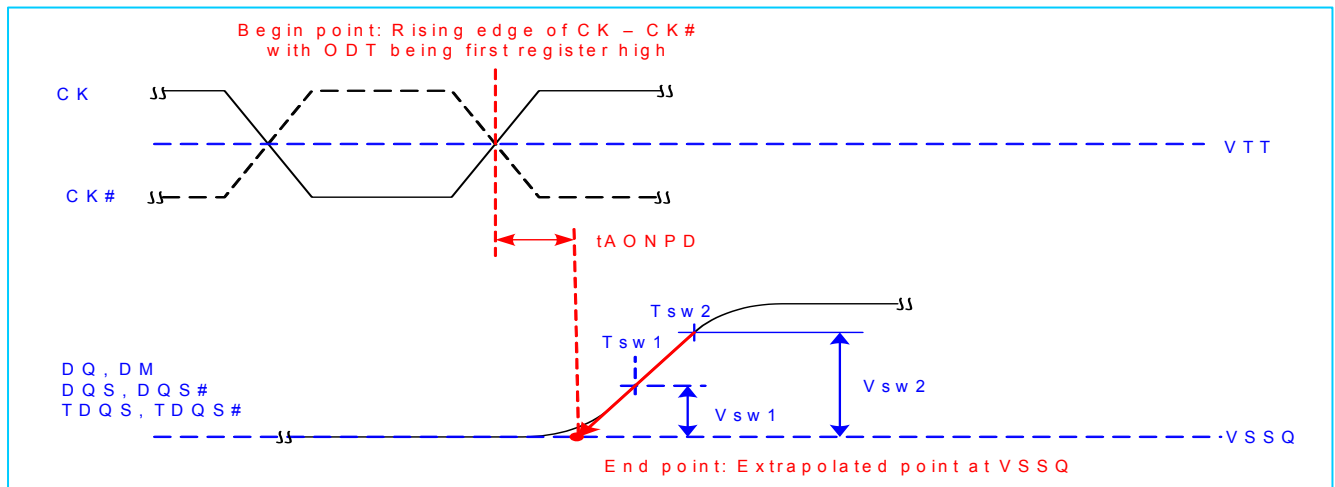 Begin point: Rising edge of CK – CK#
with ODT being first register high
CK
VTT
CK#
tAONPD
Tsw2
Tsw1
DQ, DM
DQS, DQS#
TDQS, TDQS#
Vsw2
Vsw1
VSSQ
End point: Extrapolated point at VSSQ